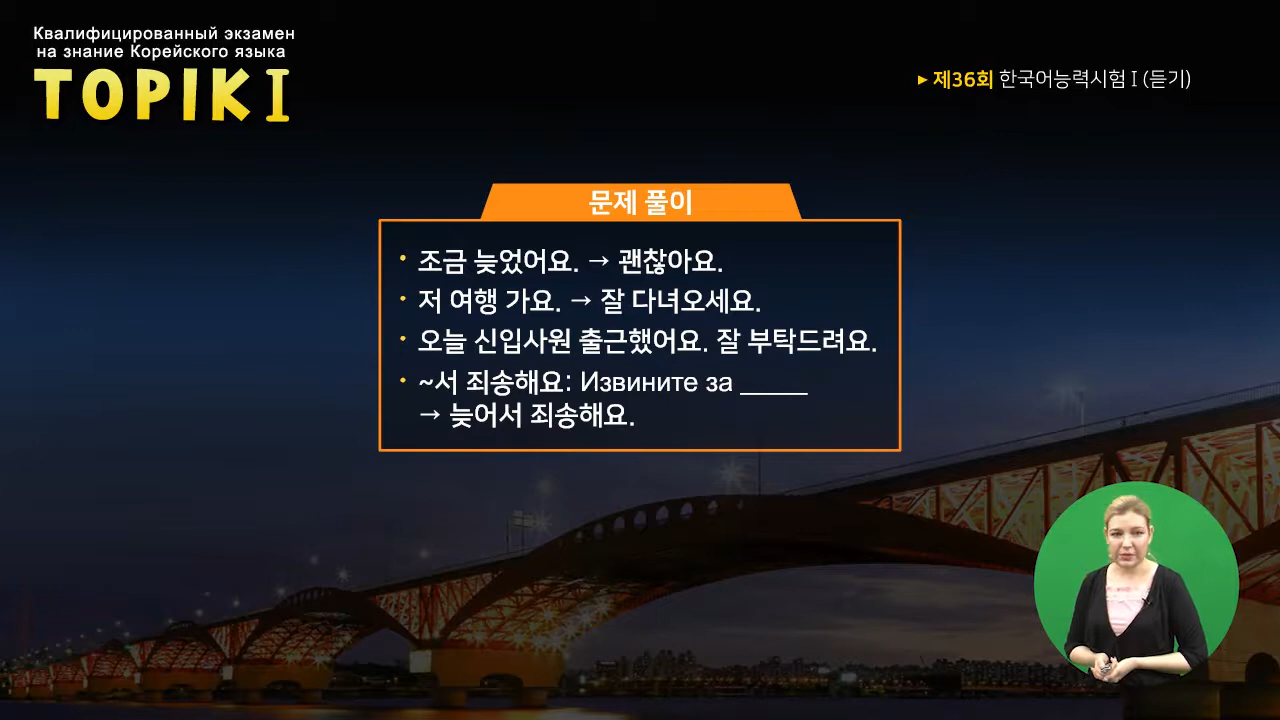 Квалифицированный экзамен
на знание Корейского языка
TOPIK I
▸ 제36회 한국어능력시험 I (듣기)
문제 풀이
• 조금 늦었어요. → 괜찮아요.
• 저 여행 가요. → 잘 다녀오세요.
• 오늘 신입사원 출근했어요. 잘 부탁드려요.
• ~서 죄송해요: Извините за _____
→ 늦어서 죄송해요.